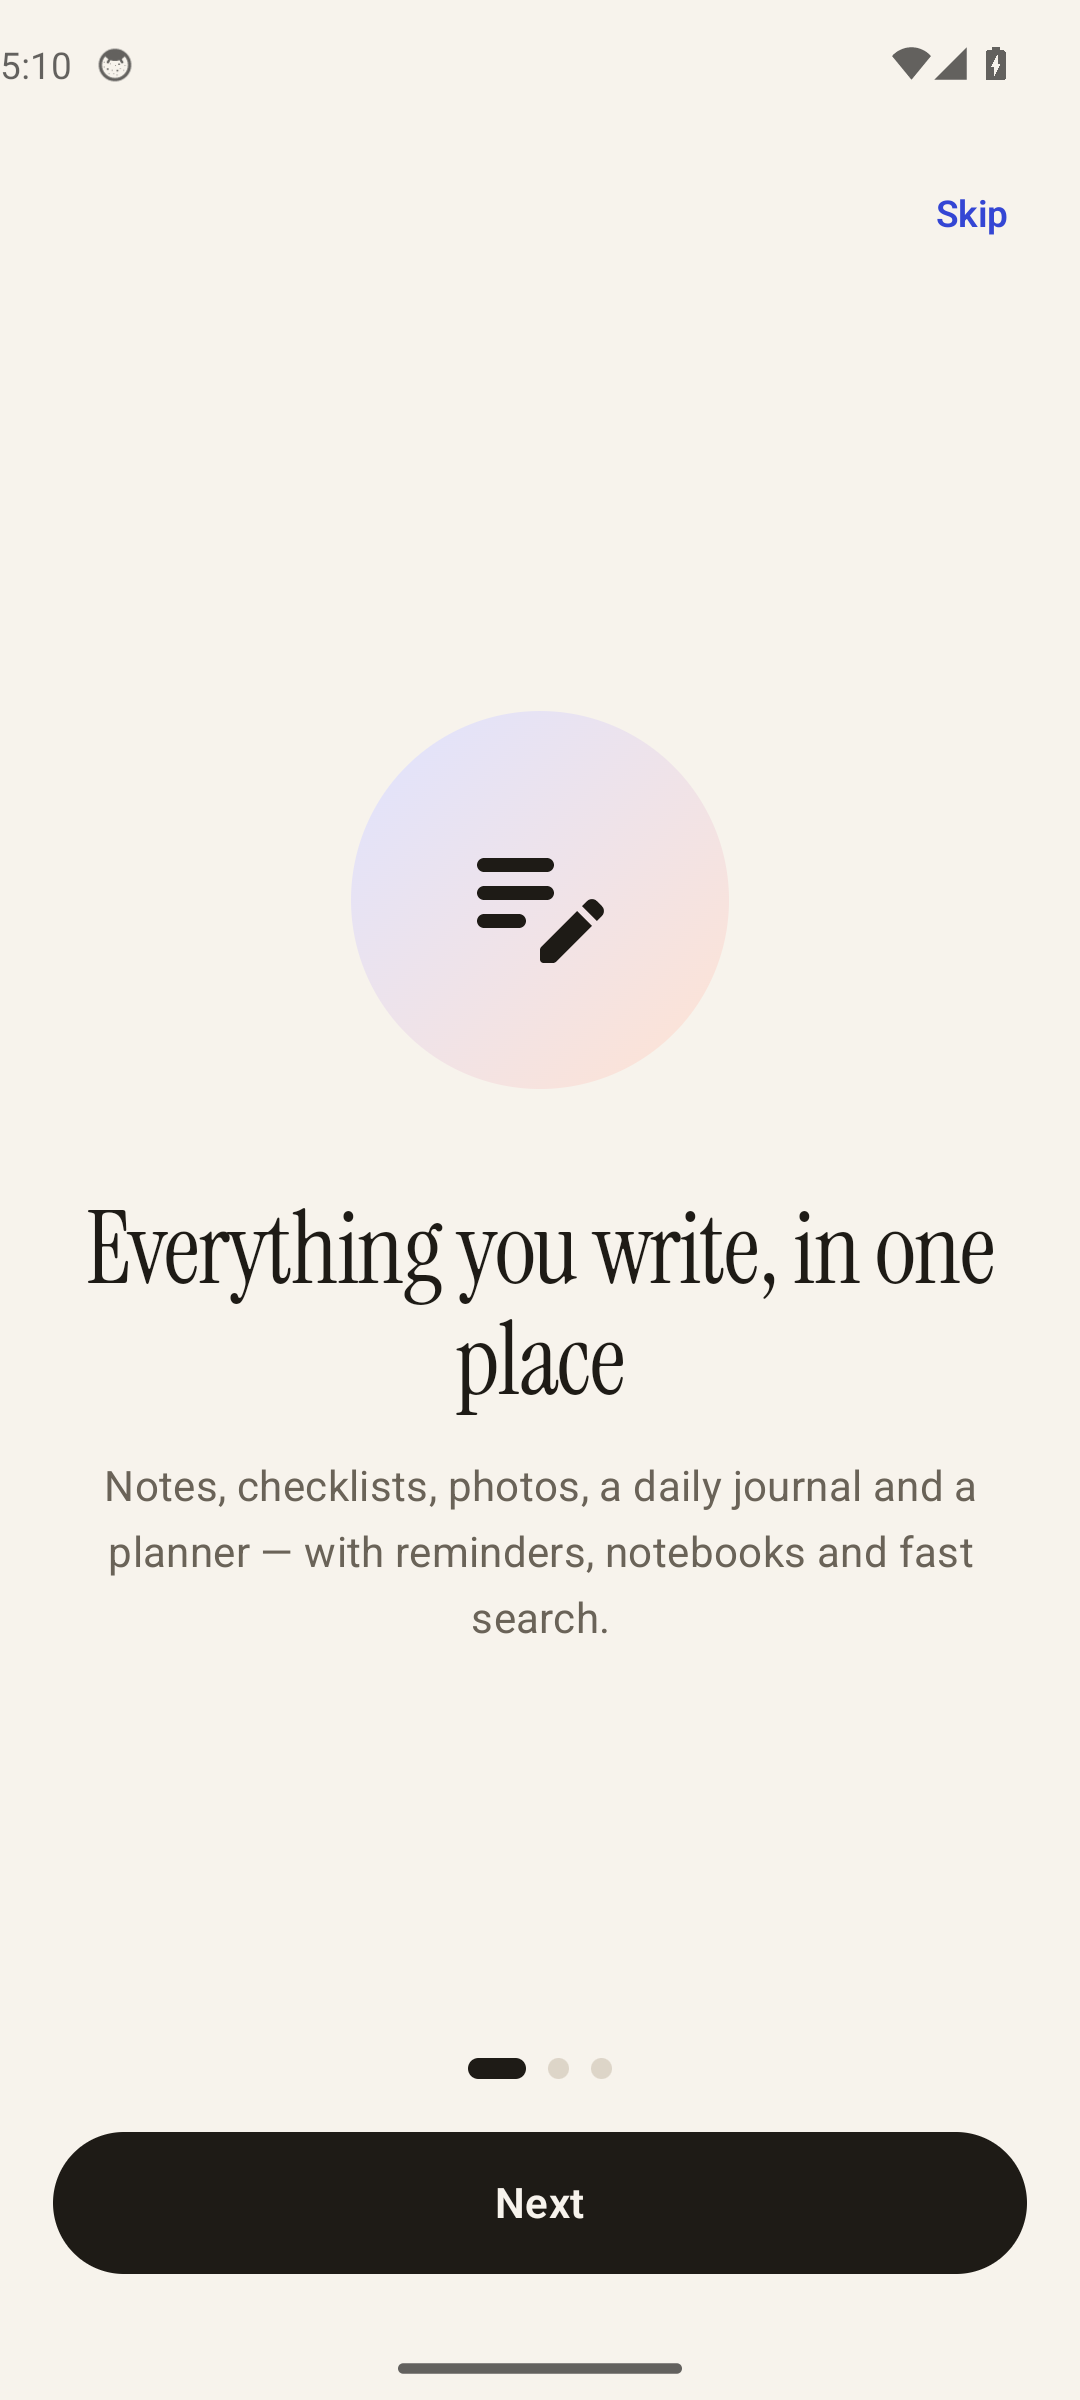 5:10
Skip
Everything you write, in one
place
Notes, checklists, photos, a daily journal and a
planner — with reminders, notebooks and fast
search.
Next